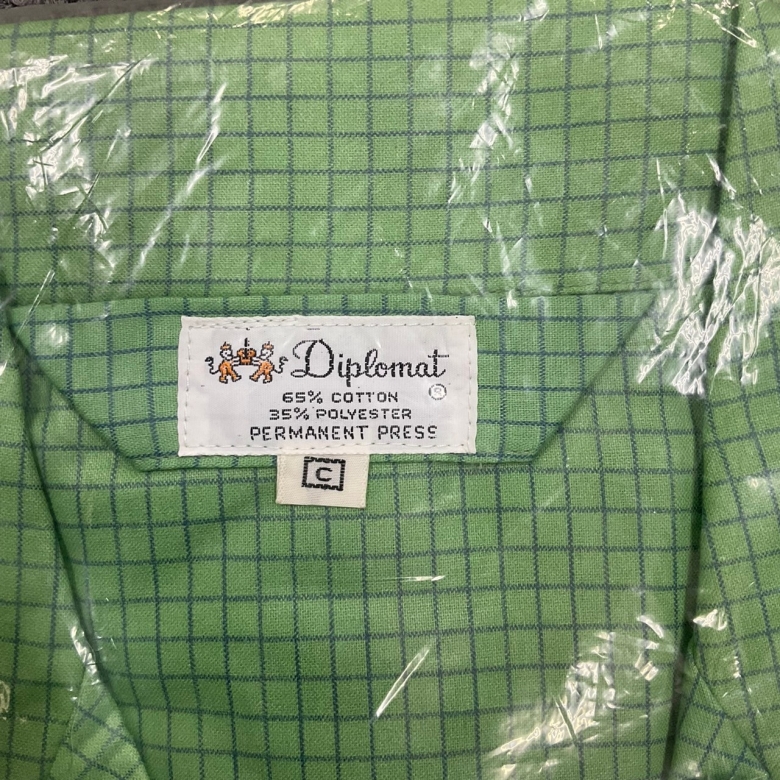 Diplomat
®
65% COTTON
35% POLYESTER
PERMANENT PRESS
C